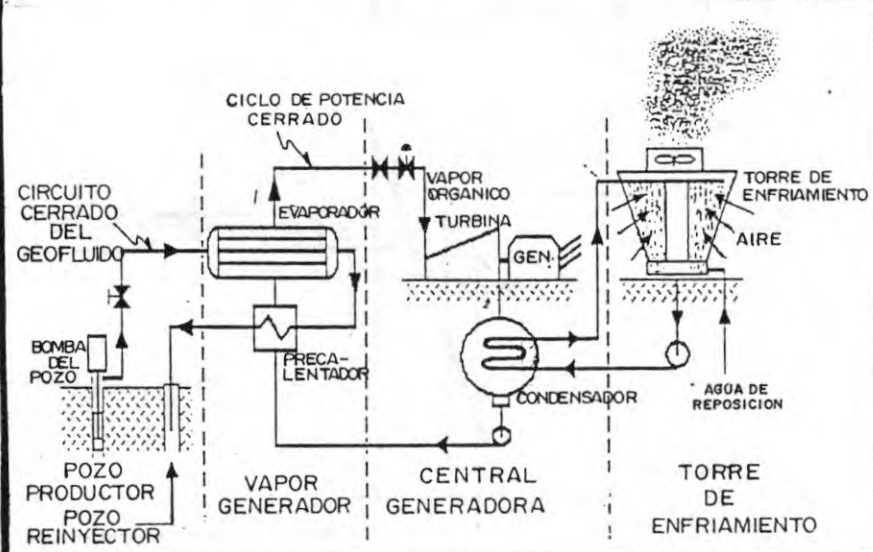 CICLO DE POTENCIA
CERRADO
CIRCUITO
CERRADO
DEL
GEOFLUIDO
EVAPORADOR
VAPOR
ORGANICO
TURBINA
GEN.
TORRE DE
ENFRIAMIENTO
AIRE
BOMBA
DEL
POZO
PRECA-
LENTADOR
CONDENSADOR
AGUA DE
REPOSICION
POZO
PRODUCTOR
POZO
REINYECTOR
VAPOR
GENERADOR
CENTRAL
GENERADORA
TORRE
DE
ENFRIAMIENTO